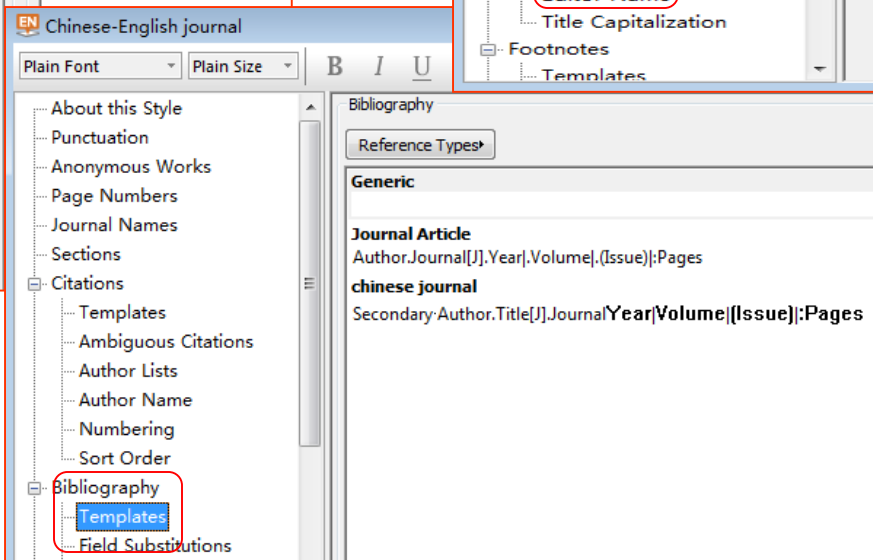 Title Capitalization
Footnotes
Templates
EN Chinese-English journal
Plain Font Plain Size B I U
About this Style
Punctuation
Anonymous Works
Page Numbers
Journal Names
Sections
Citations
Templates
Ambiguous Citations
Author Lists
Author Name
Numbering
Sort Order
Bibliography
Templates
Field Substitutions
Bibliography
Reference Types
Generic
Journal Article
Author.Journal[J].Year|.Volume|.(Issue)|:Pages
chinese journal
Secondary·Author.Title[J].JournalYear|Volume|(Issue)|:Pages